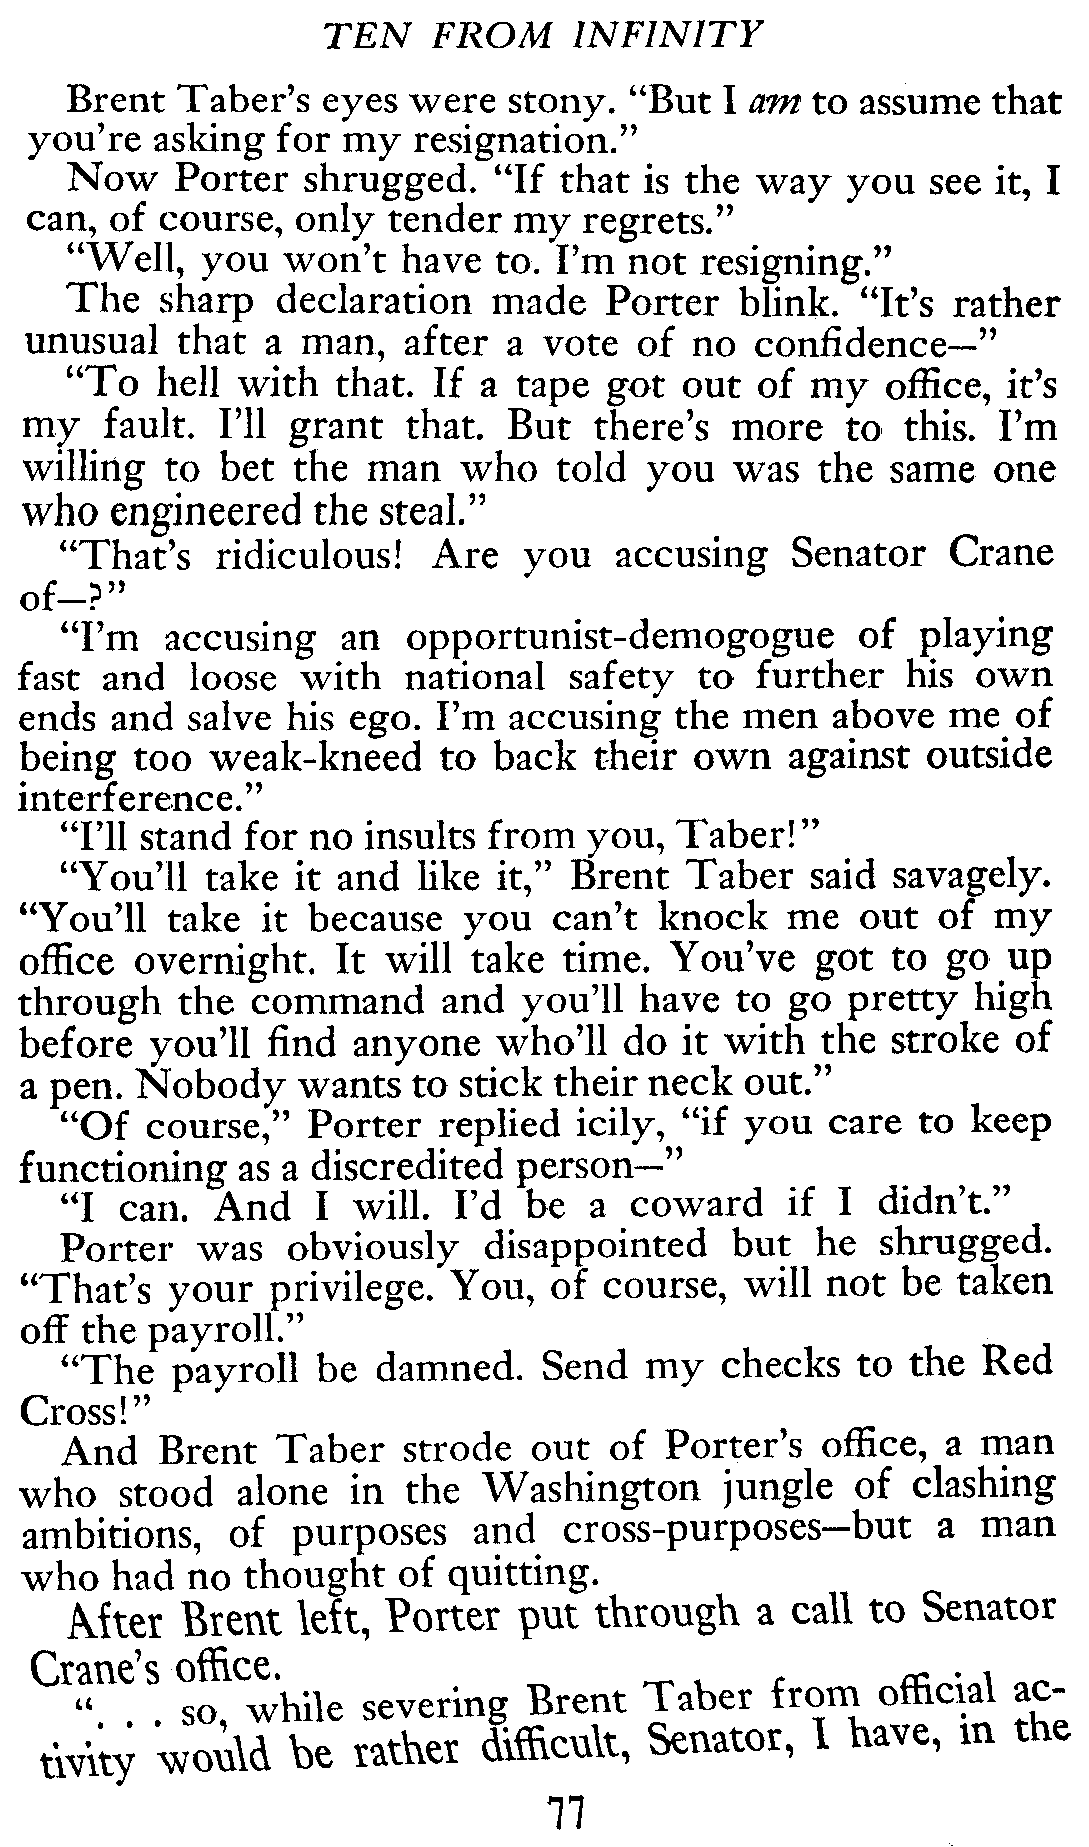 TEN FROM INFINITY
Brent Taber's eyes were stony. “But I am to assume that
you're asking for my resignation.”
Now Porter shrugged. “If that is the way you see it, I
can, of course, only tender my regrets.”
“Well, you won't have to. I'm not resigning.”
The sharp declaration made Porter blink. “It's rather
unusual that a man, after a vote of no confidence—”
“To hell with that. If a tape got out of my office, it's
my fault. I'll grant that. But there's more to this. I'm
willing to bet the man who told you was the same one
who engineered the steal.”
“That's ridiculous! Are you accusing Senator Crane
of—?”
“I'm accusing an opportunist-demogogue of playing
fast and loose with national safety to further his own
ends and salve his ego. I'm accusing the men above me of
being too weak-kneed to back their own against outside
interference.”
“I'll stand for no insults from you, Taber!”
“You'll take it and like it,” Brent Taber said savagely.
“You'll take it because you can't knock me out of my
office overnight. It will take time. You've got to go up
through the command and you'll have to go pretty high
before you'll find anyone who'll do it with the stroke of
a pen. Nobody wants to stick their neck out.”
“Of course,” Porter replied icily, “if you care to keep
functioning as a discredited person—”
“I can. And I will. I'd be a coward if I didn't.”
Porter was obviously disappointed but he shrugged.
“That's your privilege. You, of course, will not be taken
off the payroll.”
“The payroll be damned. Send my checks to the Red
Cross!”
And Brent Taber strode out of Porter's office, a man
who stood alone in the Washington jungle of clashing
ambitions, of purposes and cross-purposes—but a man
who had no thought of quitting.
After Brent left, Porter put through a call to Senator
Crane's office.
“. . . so, while severing Brent Taber from official ac-
tivity would be rather difficult, Senator, I have, in the
77